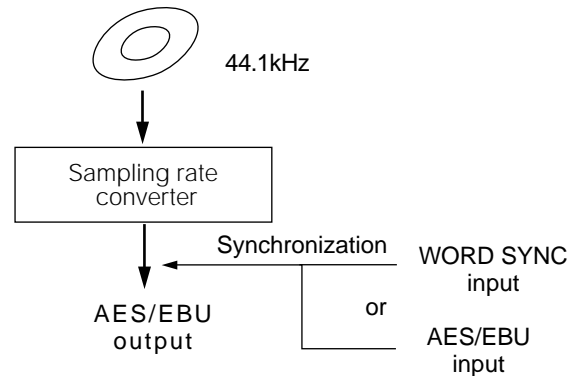 44.1kHz
Sampling rate
converter
Synchronization
WORD SYNC
input
or
AES/EBU
output
AES/EBU
input